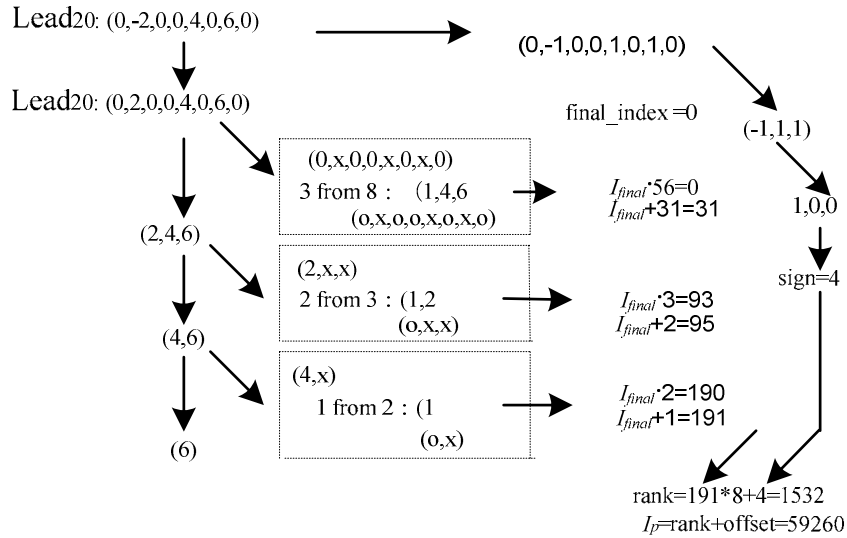 Lead20: (0,-2,0,0,4,0,6,0)
(0,-1,0,0,1,0,1,0)
Lead20: (0,2,0,0,4,0,6,0)
final_index =0
(-1,1,1)
(0,x,0,0,x,0,x,0)
3 from 8 : (1,4,6
(o,x,o,o,x,o,x,o)
Ifinal·56=0
Ifinal+31=31
1,0,0
(2,4,6)
(2,x,x)
2 from 3 : (1,2
(o,x,x)
Ifinal·3=93
Ifinal+2=95
sign=4
(4,6)
(4,x)
1 from 2 : (1
(o,x)
Ifinal·2=190
Ifinal+1=191
(6)
rank=191*8+4=1532
Ip=rank+offset=59260